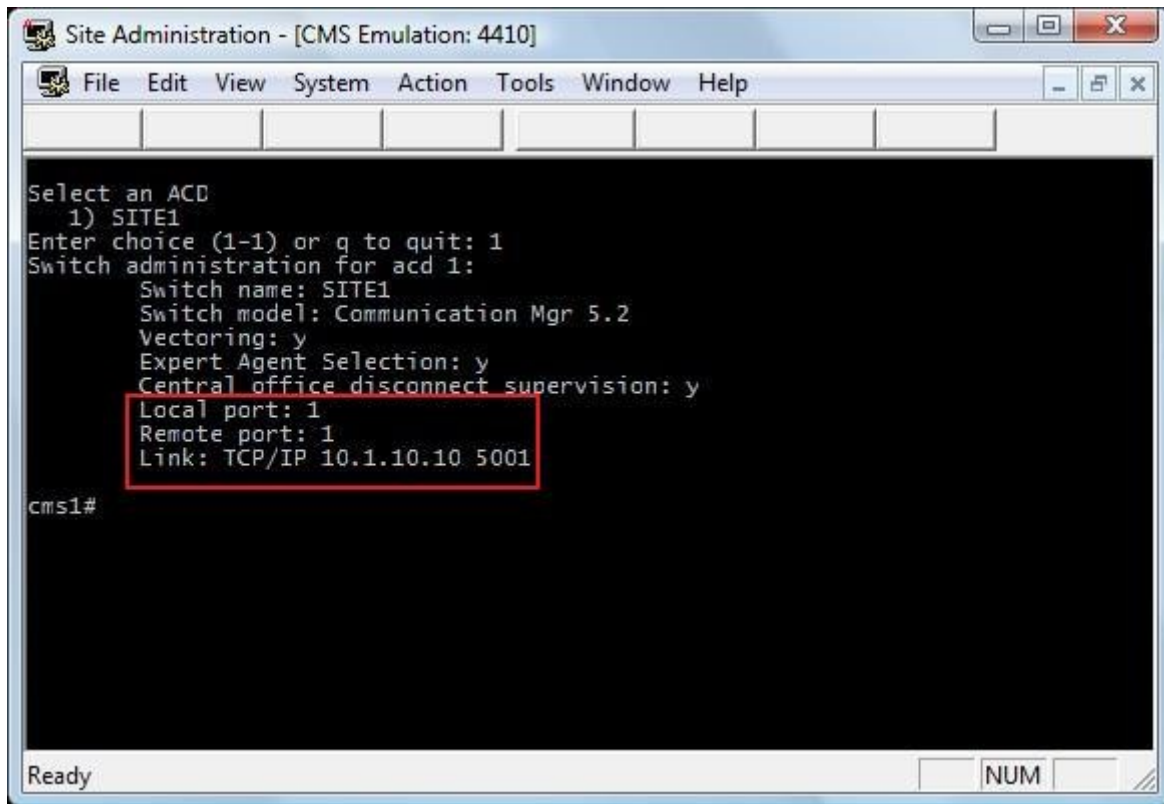 Site Administration - [CMS Emulation: 4410]
File Edit View System Action Tools Window Help
Select an ACD
1) SITE1
Enter choice (1-1) or q to quit: 1
Switch administration for acd 1:
Switch name: SITE1
Switch model: Communication Mgr 5.2
Vectoring: y
Expert Agent Selection: y
Central office disconnect supervision: y
Local port: 1
Remote port: 1
Link: TCP/IP 10.1.10.10 5001
cms1#
Ready
NUM